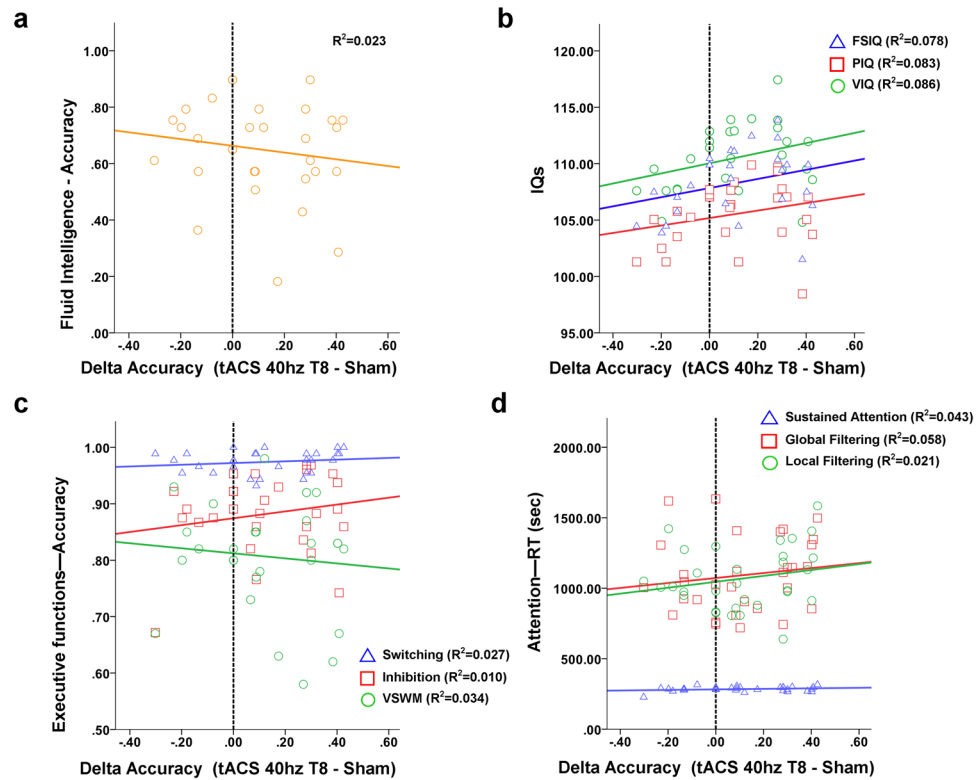 a
R²=0.023
1.00
.80
.60
.40
.20
.00
Fluid Intelligence - Accuracy
-.40 -.20 .00 .20 .40 .60
Delta Accuracy (tACS 40hz T8 - Sham)
b
FSIQ (R²=0.078)
PIQ (R²=0.083)
VIQ (R²=0.086)
120.00
115.00
110.00
105.00
100.00
95.00
IQs
-.40 -.20 .00 .20 .40 .60
Delta Accuracy (tACS 40hz T8 - Sham)
c
1.00
.90
.80
.70
.60
.50
Executive functions—Accuracy
Switching (R²=0.027)
Inhibition (R²=0.010)
VSWM (R²=0.034)
-.40 -.20 .00 .20 .40 .60
Delta Accuracy (tACS 40hz T8 - Sham)
d
Sustained Attention (R²=0.043)
Global Filtering (R²=0.058)
Local Filtering (R²=0.021)
2000.00
1500.00
1000.00
500.00
.00
Attention—RT (sec)
-.40 -.20 .00 .20 .40 .60
Delta Accuracy (tACS 40hz T8 - Sham)